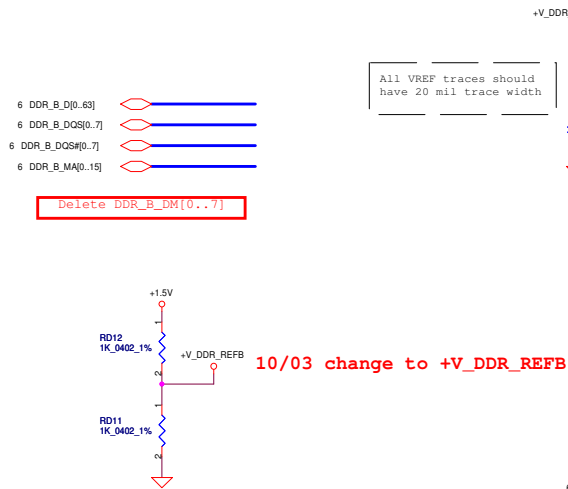 +V_DDR
All VREF traces should
have 20 mil trace width
6 DDR_B_D[0..63]
6 DDR_B_DQS[0..7]
6 DDR_B_DQS#[0..7]
6 DDR_B_MA[0..15]
Delete DDR_B_DM[0..7]
+1.5V
1
RD12
1K_0402_1%
2
+V_DDR_REFB
10/03 change to +V_DDR_REFB
1
RD11
1K_0402_1%
2